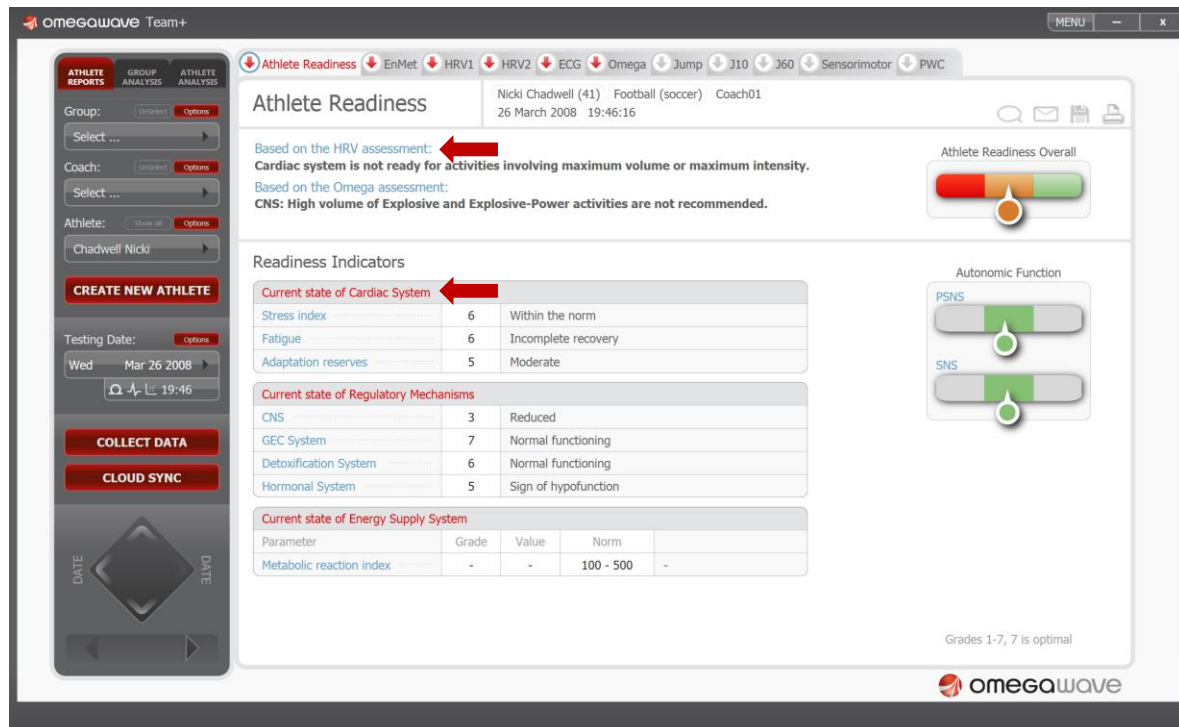 omegawave Team+
MENU – x
ATHLETE REPORTS
GROUP ANALYSIS
ATHLETE ANALYSIS
Group: UnSelect Options
Select ...
Coach: UnSelect Options
Select ...
Athlete: Show all Options
Chadwell Nicki
CREATE NEW ATHLETE
Testing Date: Options
Wed Mar 26 2008
Ω 19:46
COLLECT DATA
CLOUD SYNC
DATE
DATE
Athlete Readiness EnMet HRV1 HRV2 ECG Omega Jump J10 J60 Sensorimotor PWC
Athlete Readiness
Nicki Chadwell (41) Football (soccer) Coach01
26 March 2008 19:46:16
Based on the HRV assessment:
Cardiac system is not ready for activities involving maximum volume or maximum intensity.
Based on the Omega assessment:
CNS: High volume of Explosive and Explosive-Power activities are not recommended.
Athlete Readiness Overall
Readiness Indicators
Current state of Cardiac System
Stress index 6 Within the norm
Fatigue 6 Incomplete recovery
Adaptation reserves 5 Moderate
Current state of Regulatory Mechanisms
CNS 3 Reduced
GEC System 7 Normal functioning
Detoxification System 6 Normal functioning
Hormonal System 5 Sign of hypofunction
Current state of Energy Supply System
Parameter Grade Value Norm
Metabolic reaction index - - 100 - 500 -
Autonomic Function
PSNS
SNS
Grades 1-7, 7 is optimal
omegawave